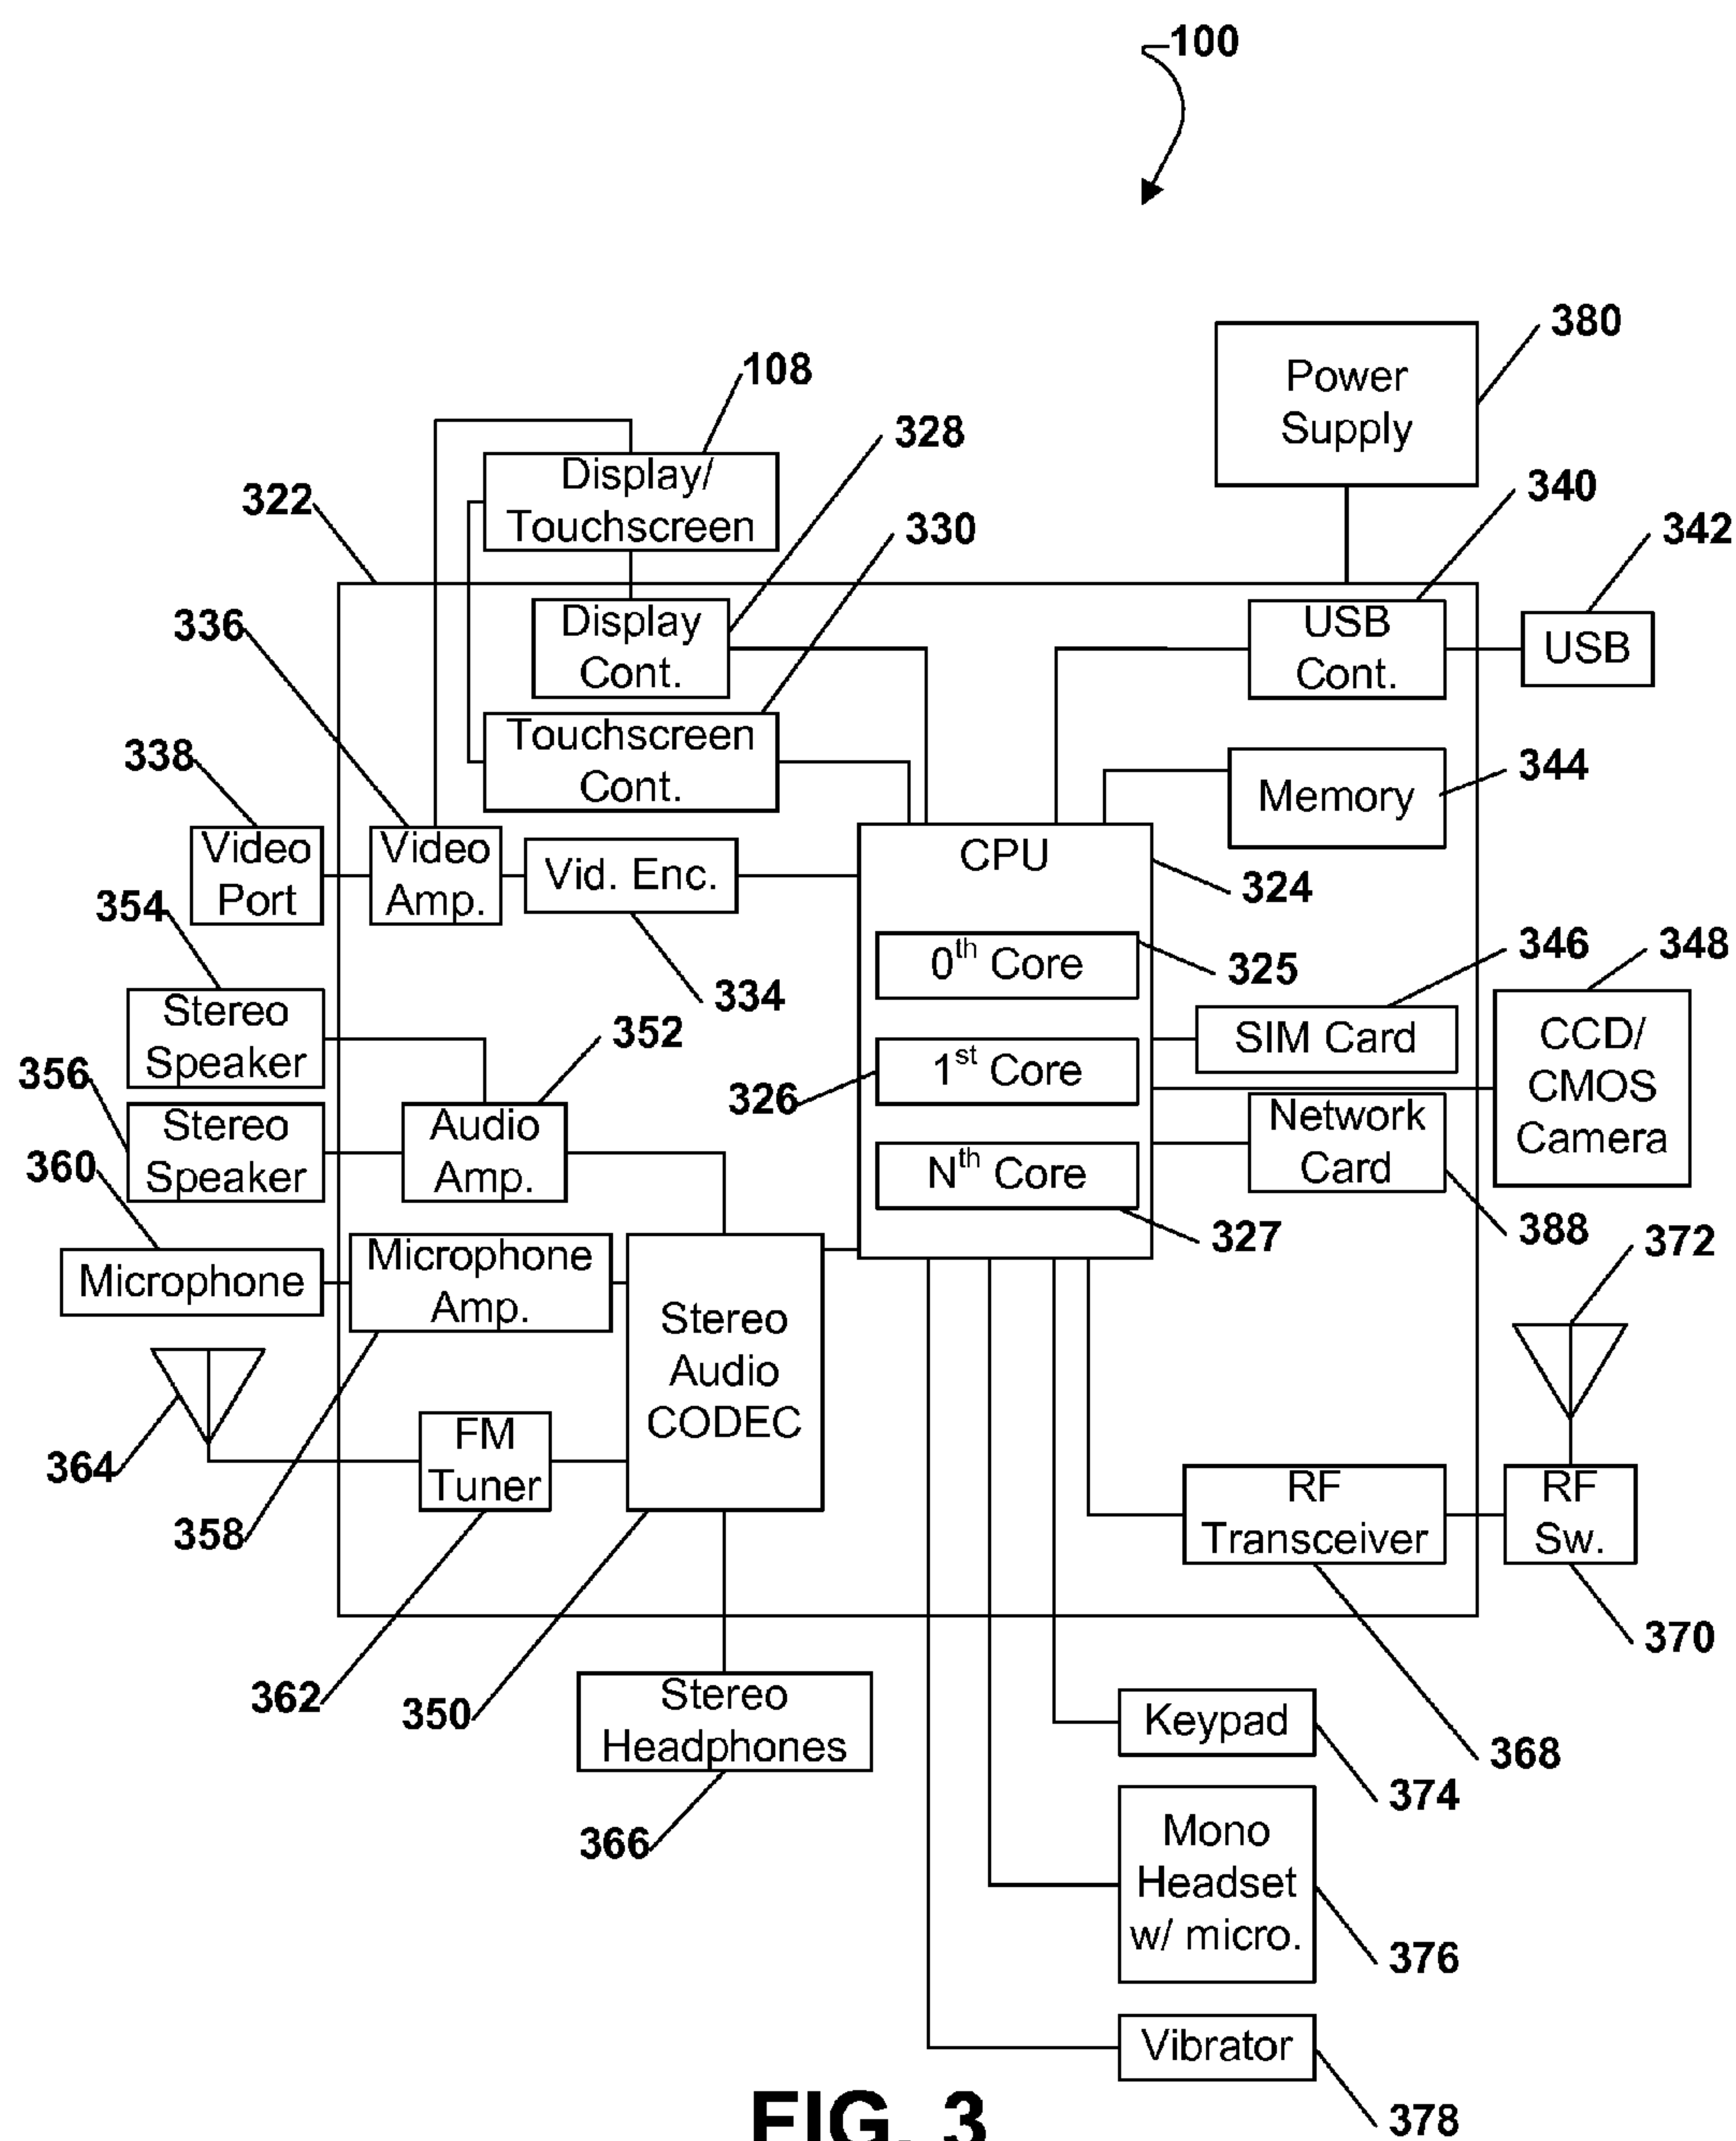 100
380
Power
Supply
108
328
340
322
Display/
Touchscreen
330
342
336
Display
Cont.
USB
Cont.
USB
338
Touchscreen
Cont.
344
Memory
Video
Port
Video
Amp.
Vid. Enc.
CPU
324
354
0th Core
325
346
348
334
Stereo
Speaker
352
SIM Card
CCD/
CMOS
Camera
356
326
1st Core
Stereo
Speaker
Audio
Amp.
Network
Card
360
Nth Core
327
388
372
Microphone
Microphone
Amp.
Stereo
Audio
CODEC
364
FM
Tuner
358
RF
Transceiver
RF
Sw.
370
362
350
Stereo
Headphones
Keypad
368
374
366
Mono
Headset
w/ micro.
376
Vibrator
378
FIG. 3